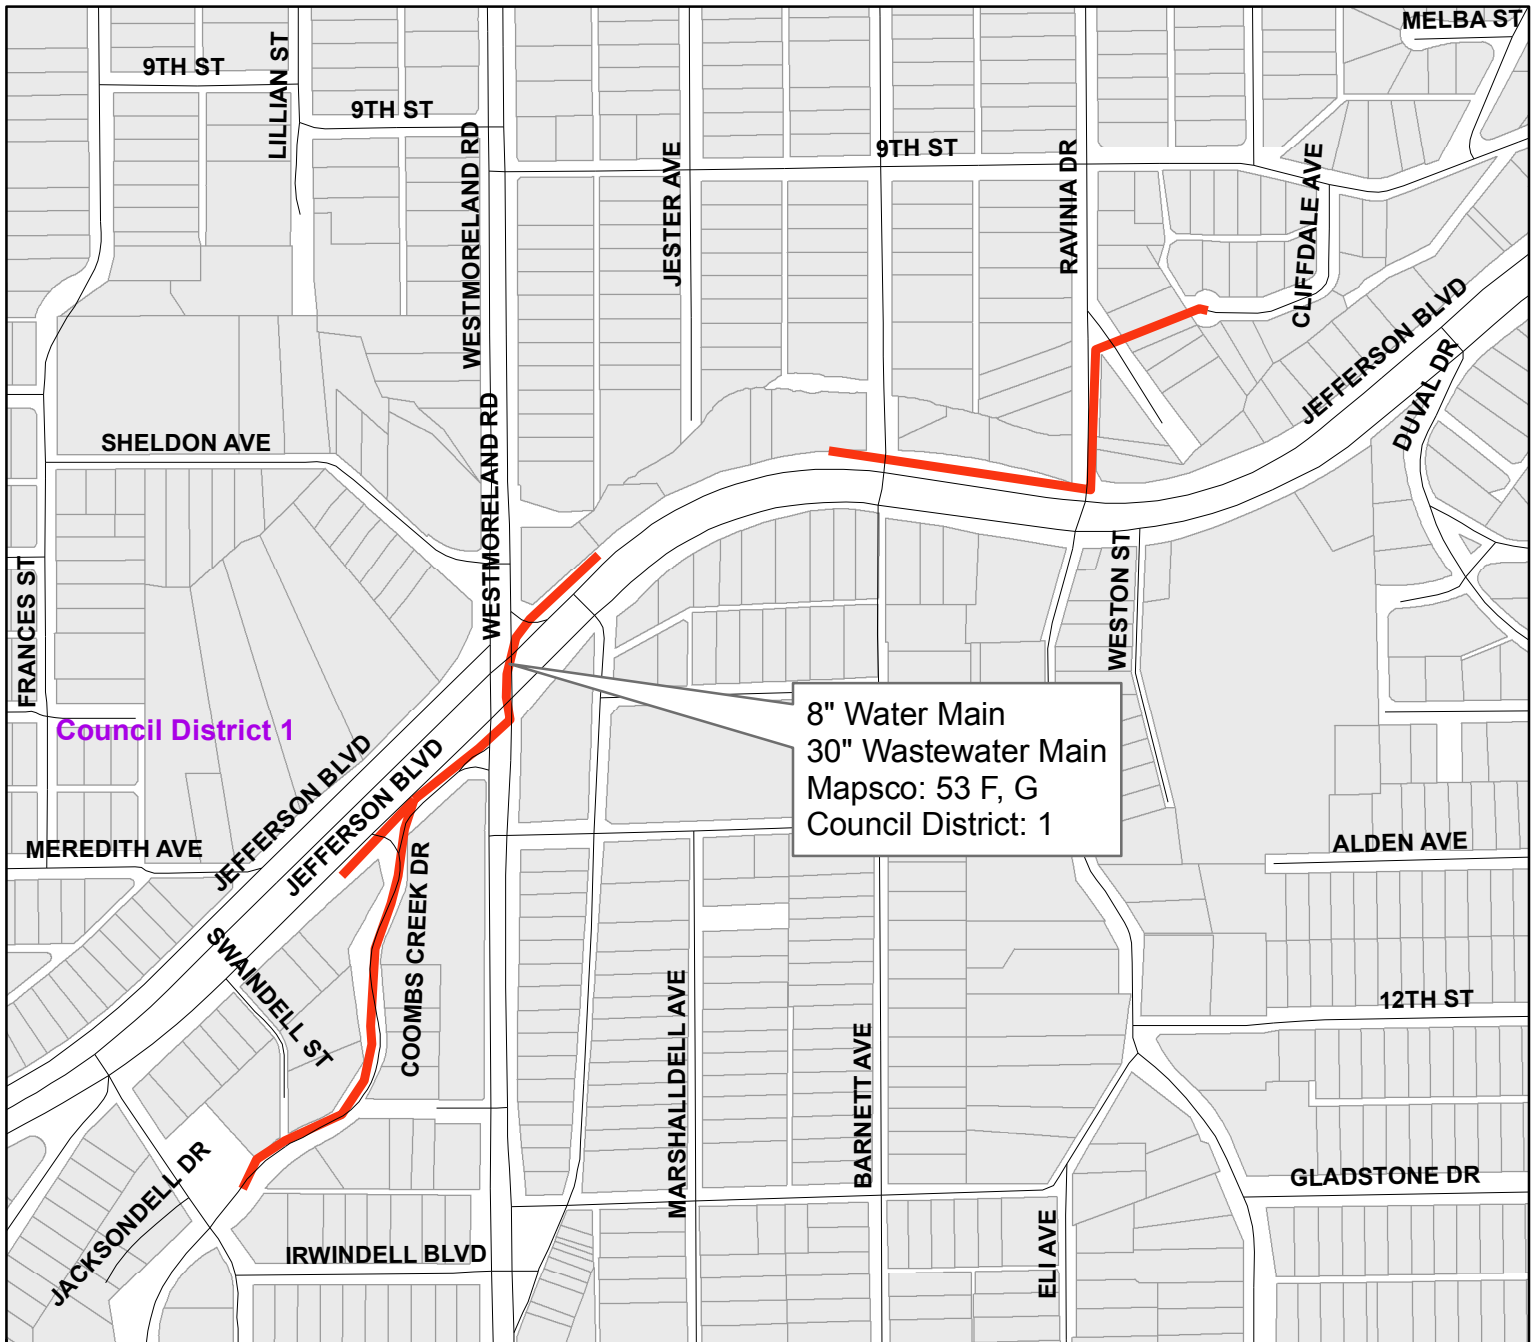 MELBA ST
9TH ST
LILLIAN ST
9TH ST
WESTMORELAND RD
JESTER AVE
9TH ST
RAVINIA DR
CLIFFDALE AVE
JEFFERSON BLVD
DUVAL DR
SHELDON AVE
WESTMORELAND RD
FRANCES ST
WESTON ST
Council District 1
8" Water Main
30" Wastewater Main
Mapsco: 53 F, G
Council District: 1
JEFFERSON BLVD
JEFFERSON BLVD
MEREDITH AVE
ALDEN AVE
COOMBS CREEK DR
SWAINDELL ST
12TH ST
MARSHALLDELL AVE
BARNETT AVE
GLADSTONE DR
JACKSONDELL DR
IRWINDELL BLVD
ELI AVE